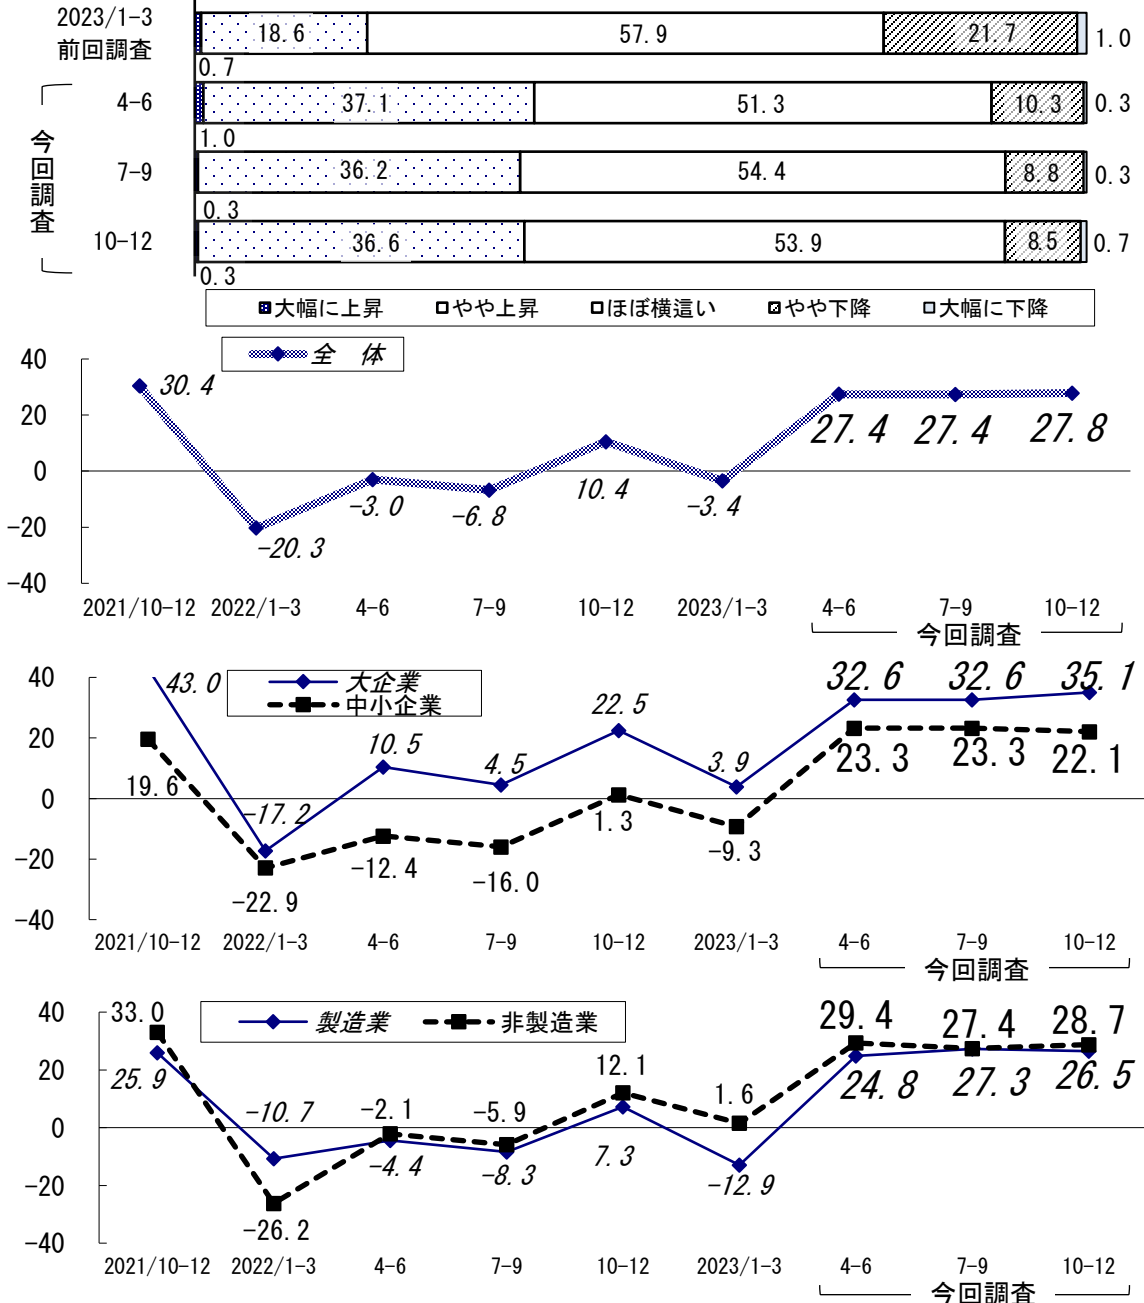 2023/1-3
前回調査
18.6 57.9 21.7 1.0
0.7
今回調査
4-6 37.1 51.3 10.3 0.3
1.0
7-9 36.2 54.4 8.8 0.3
0.3
10-12 36.6 53.9 8.5 0.7
0.3
大幅に上昇 やや上昇 ほぼ横這い やや下降 大幅に下降
全 体
40
20
0
-20
-40
30.4 -20.3 -3.0 -6.8 10.4 -3.4 27.4 27.4 27.8
2021/10-12 2022/1-3 4-6 7-9 10-12 2023/1-3 4-6 7-9 10-12
今回調査
大企業
中小企業
40
20
0
-20
-40
43.0 -17.2 10.5 4.5 22.5 3.9 32.6 32.6 35.1
19.6 -22.9 -12.4 -16.0 1.3 -9.3 23.3 23.3 22.1
2021/10-12 2022/1-3 4-6 7-9 10-12 2023/1-3 4-6 7-9 10-12
今回調査
製造業 非製造業
40
20
0
-20
-40
33.0 -26.2 -2.1 -5.9 12.1 1.6 29.4 27.4 28.7
25.9 -10.7 -4.4 -8.3 7.3 -12.9 24.8 27.3 26.5
2021/10-12 2022/1-3 4-6 7-9 10-12 2023/1-3 4-6 7-9 10-12
今回調査